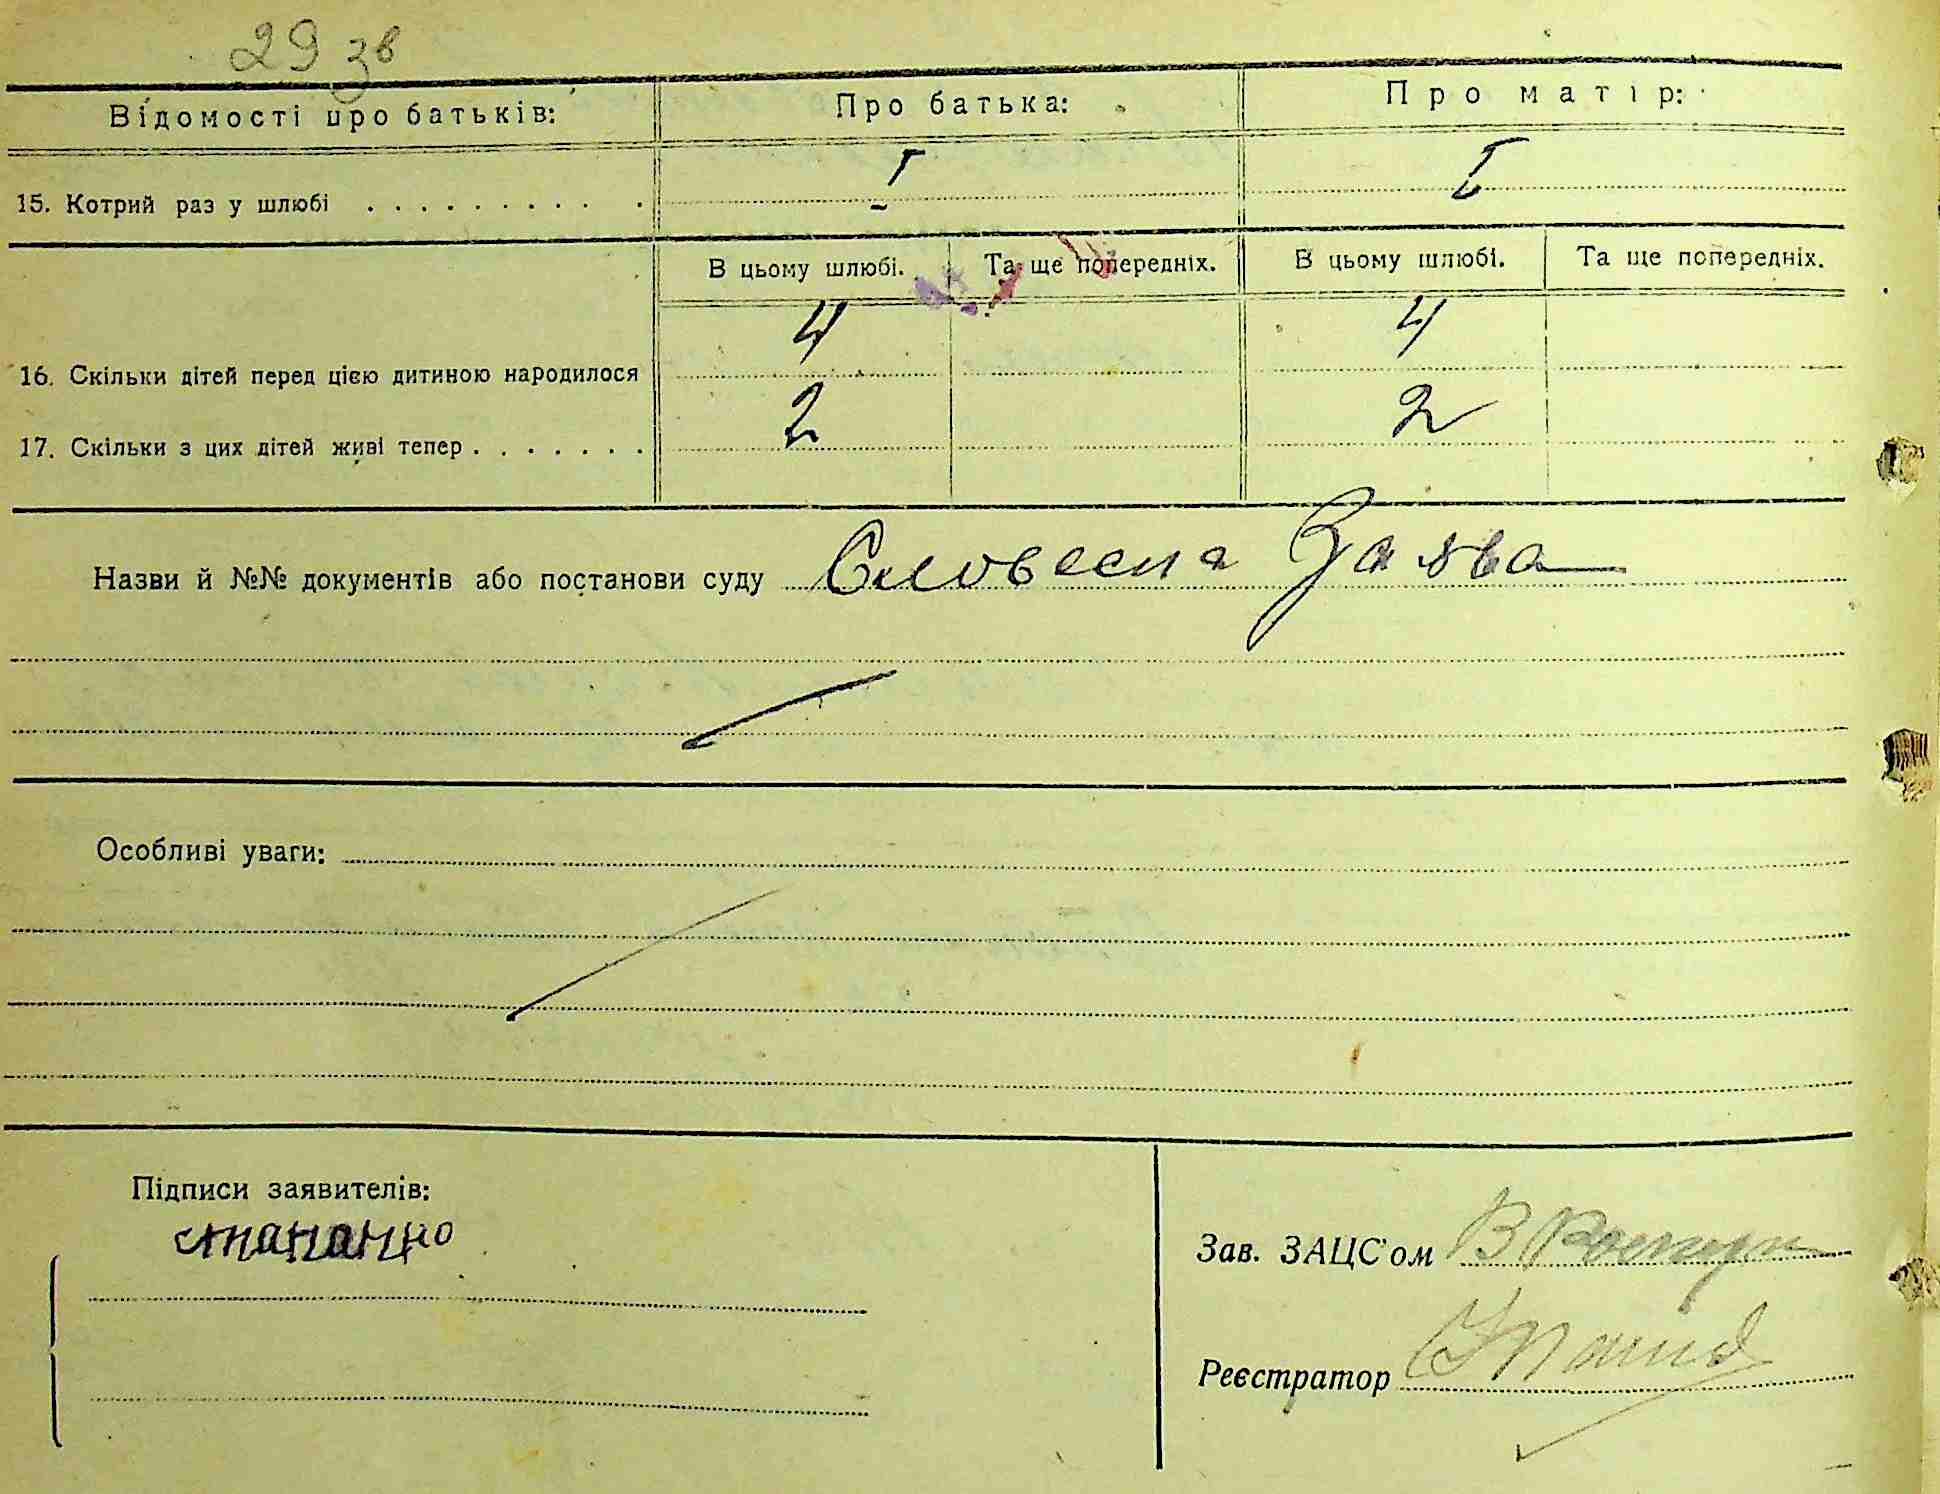 29 зв
Відомості про батьків: Про батька: Про матір:
15. Котрий раз у шлюбі . . . . . . . . . . I I
В цьому шлюбі. Та ще попередніх. В цьому шлюбі. Та ще попередніх.
16. Скільки дітей перед цією дитиною народилося 4 4
17. Скільки з цих дітей живі тепер . . . . . . . 2 2
Назви й №№ документів або постанови суду Словесна Заява
Особливі уваги:
Підписи заявителів:
Зав. ЗАЦС'ом
Реєстратор